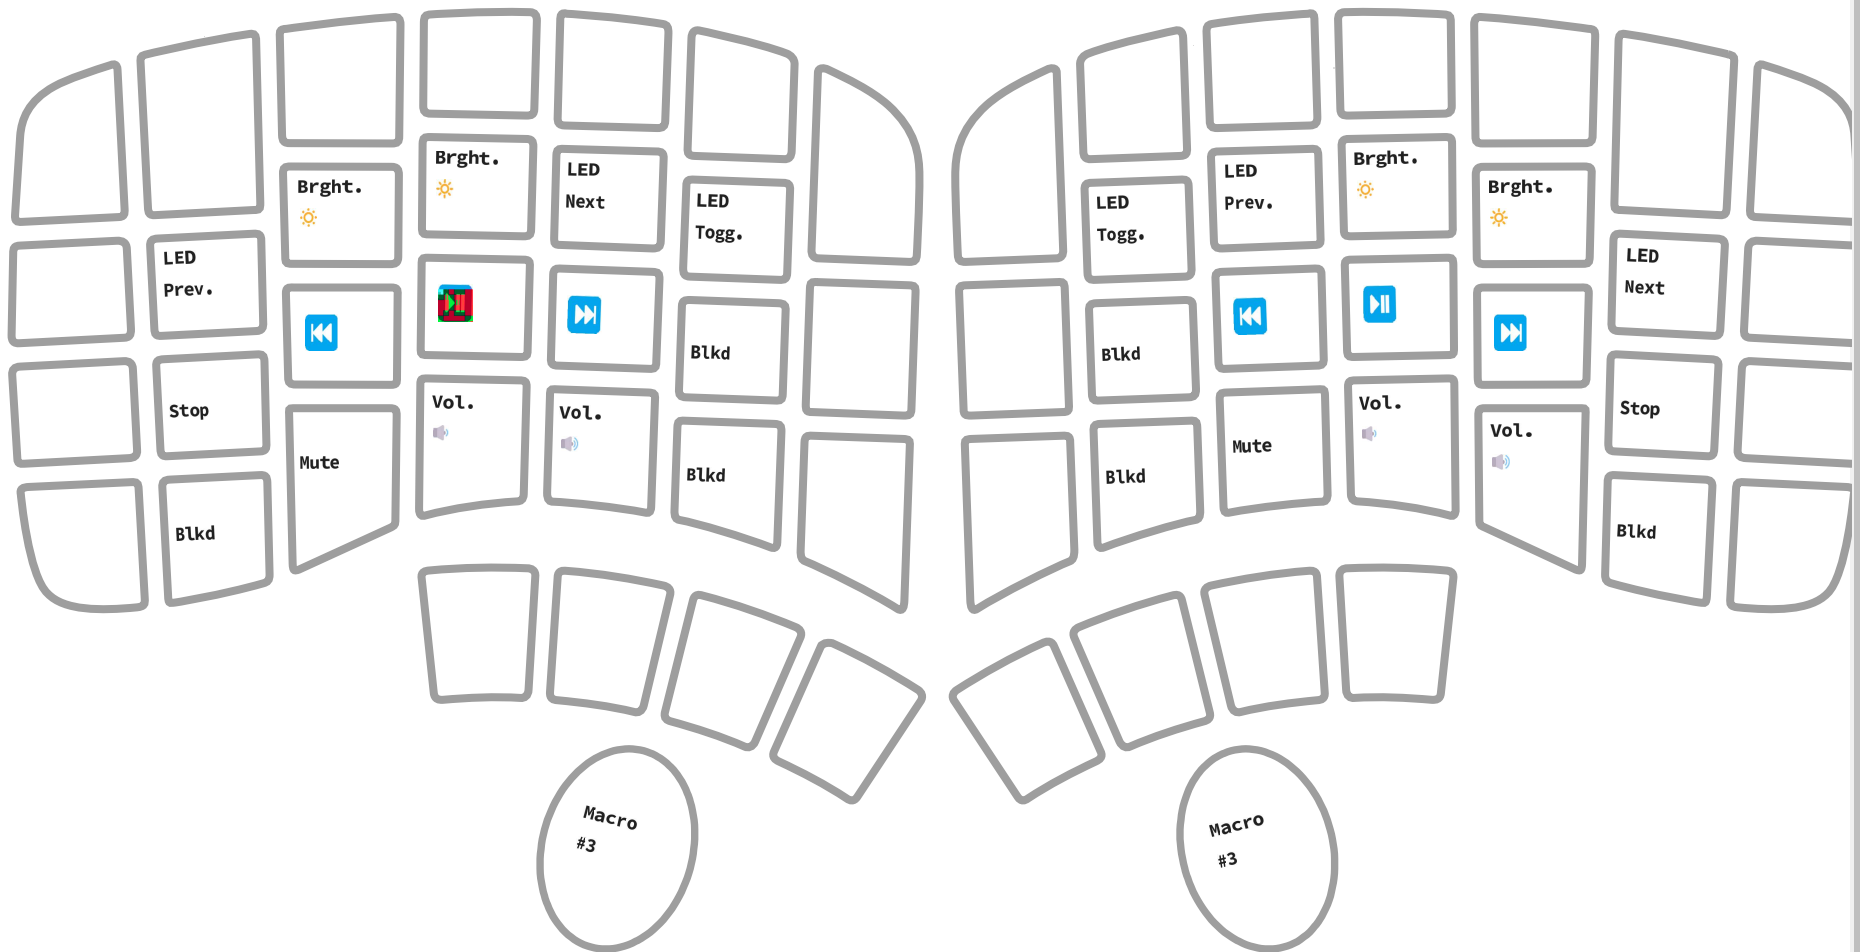 Brght.
Brght.
LED
Next
LED
Togg.
LED
Prev.
Stop
Blkd
Mute
Vol.
Vol.
Blkd
Blkd
LED
Togg.
LED
Prev.
Brght.
Brght.
LED
Next
Blkd
Stop
Blkd
Mute
Vol.
Vol.
Blkd
Macro
#3
Macro
#3